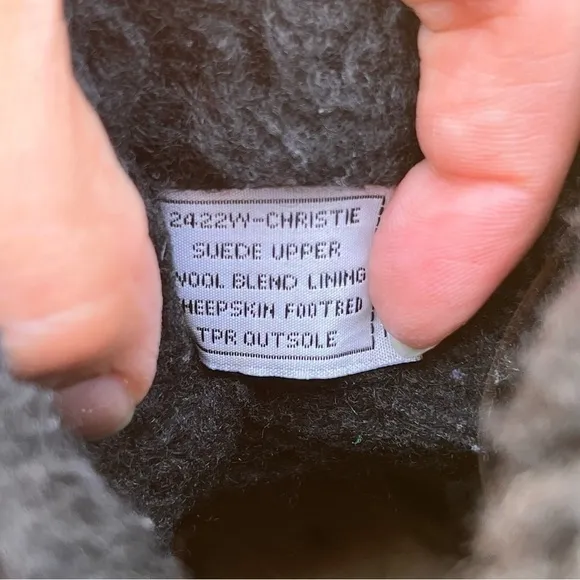 2422W-CHRISTIE
SUEDE UPPER
WOOL BLEND LINING
HEEPSKIN FOOTBED
TPR OUTSOLE